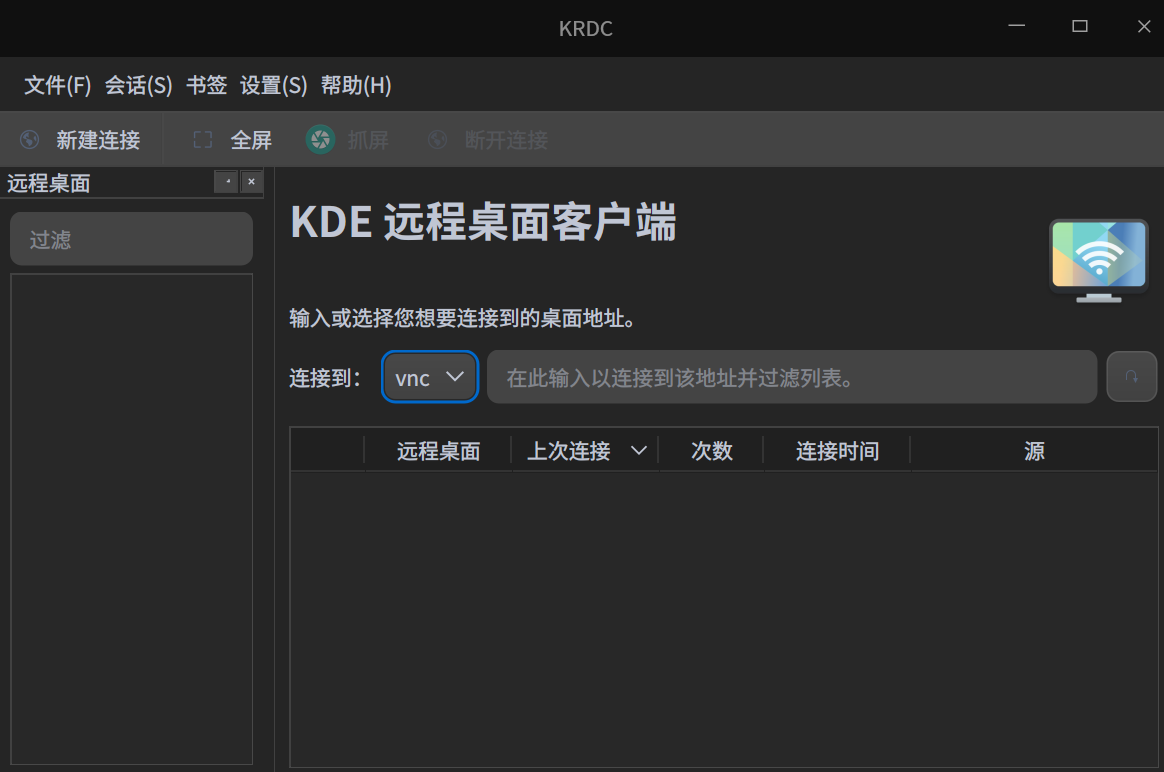 KRDC
文件(F) 会话(S) 书签 设置(S) 帮助(H)
新建连接 全屏 抓屏 断开连接
远程桌面
过滤
KDE 远程桌面客户端
输入或选择您想要连接到的桌面地址。
连接到： vnc 在此输入以连接到该地址并过滤列表。
远程桌面 上次连接 次数 连接时间 源